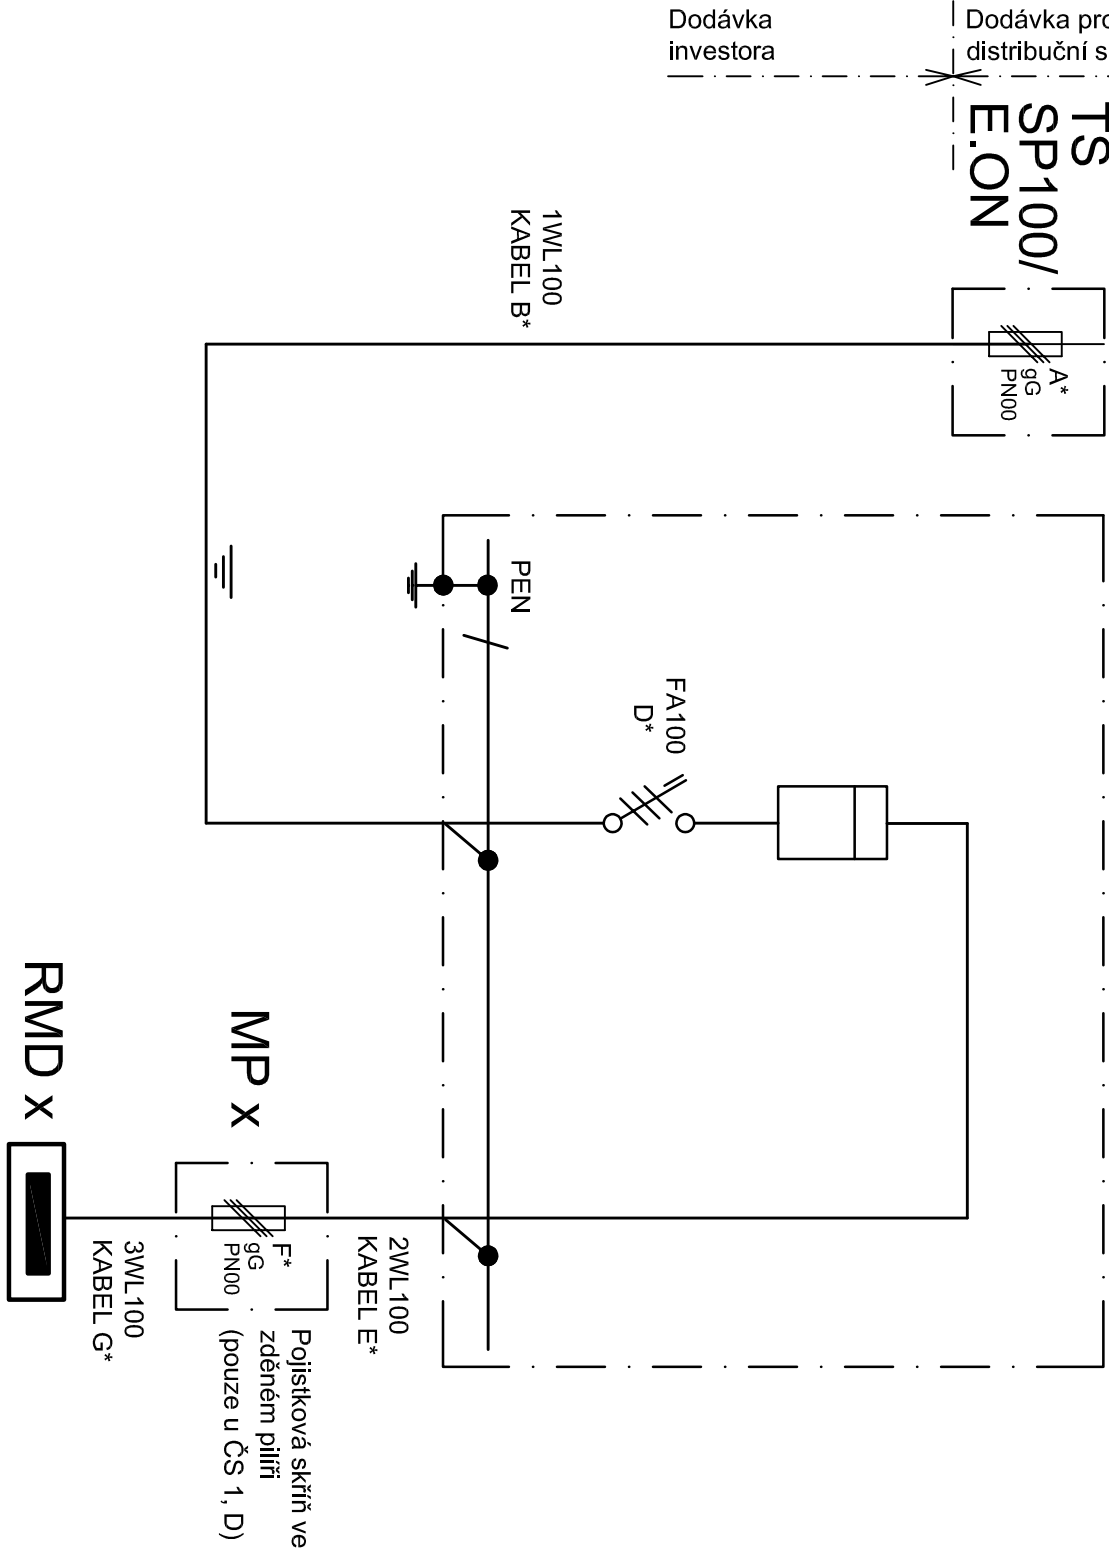 Dodávka
investora
Dodávka pro
distribuční s
TS
SP100/
E.ON
1WL100
KABEL B*
A*
gG
PN00
PEN
FA100
D*
RMD x
MP x
F*
gG
PN00
2WL100
KABEL E*
3WL100
KABEL G*
Pojistková skříň ve
zděném pilíři
(pouze u ČS 1, D)